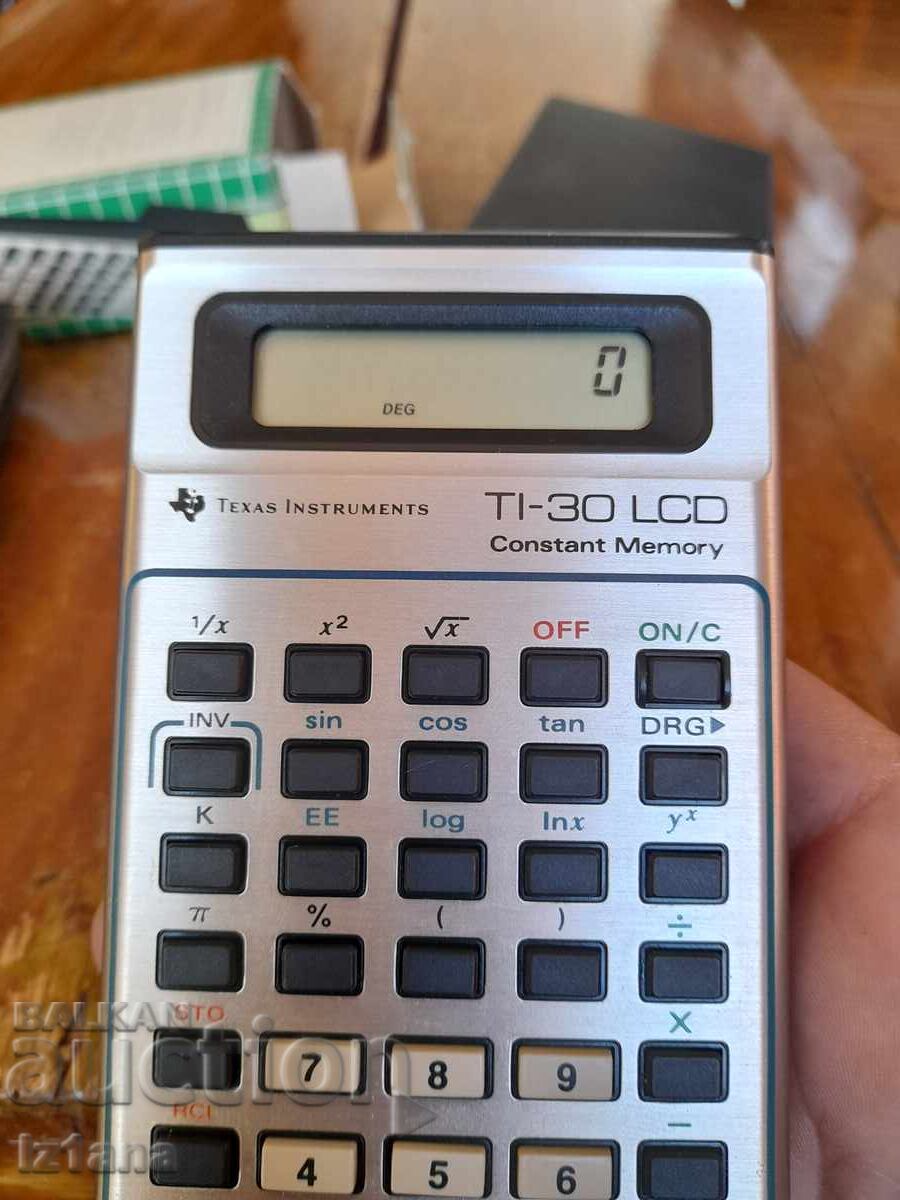 0
DEG
TEXAS INSTRUMENTS TI-30 LCD
Constant Memory
1/x x² √x OFF ON/C
INV sin cos tan DRG▶
K EE log lnx yˣ
π % ( ) ÷
STO ×
7 8 9
RCL −
4 5 6
BALKAN
auction
iz1ana